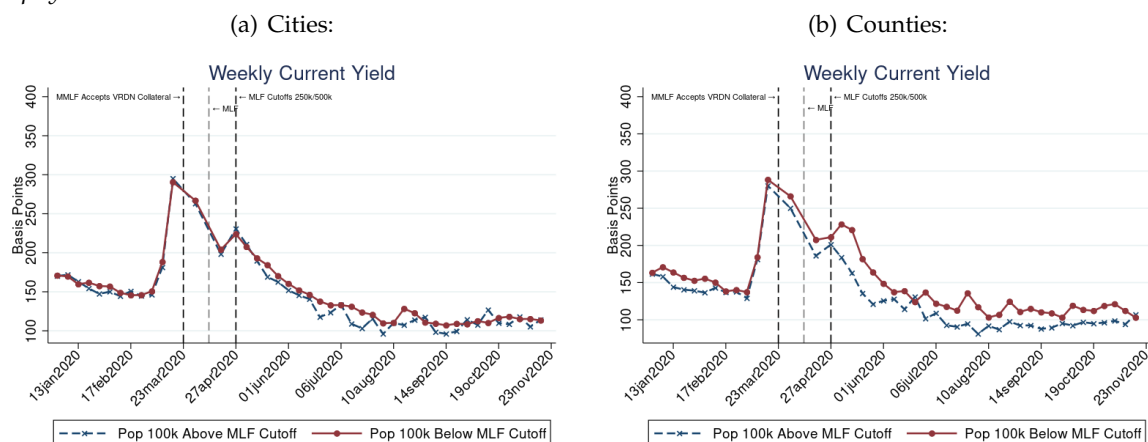 (a) Cities:
Weekly Current Yield
MMLF Accepts VRDN Collateral →
← MLF Cutoffs 250k/500k
← MLF
Basis Points
400
350
300
250
200
150
100
13jan2020
17feb2020
23mar2020
27apr2020
01jun2020
06jul2020
10aug2020
14sep2020
19oct2020
23nov2020
Pop 100k Above MLF Cutoff
Pop 100k Below MLF Cutoff
(b) Counties:
Weekly Current Yield
MMLF Accepts VRDN Collateral →
← MLF Cutoffs 250k/500k
← MLF
Basis Points
400
350
300
250
200
150
100
13jan2020
17feb2020
23mar2020
27apr2020
01jun2020
06jul2020
10aug2020
14sep2020
19oct2020
23nov2020
Pop 100k Above MLF Cutoff
Pop 100k Below MLF Cutoff